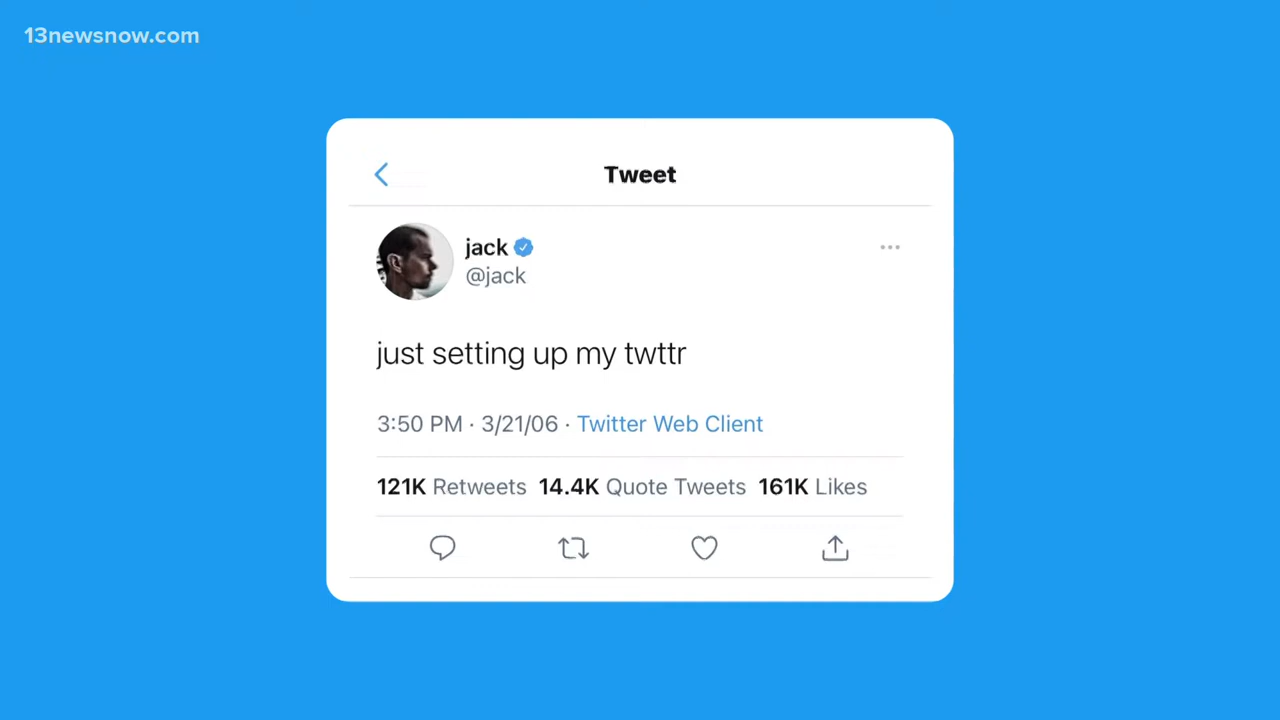 13newsnow.com
Tweet
jack
@jack
just setting up my twttr
3:50 PM · 3/21/06 · Twitter Web Client
121K Retweets 14.4K Quote Tweets 161K Likes